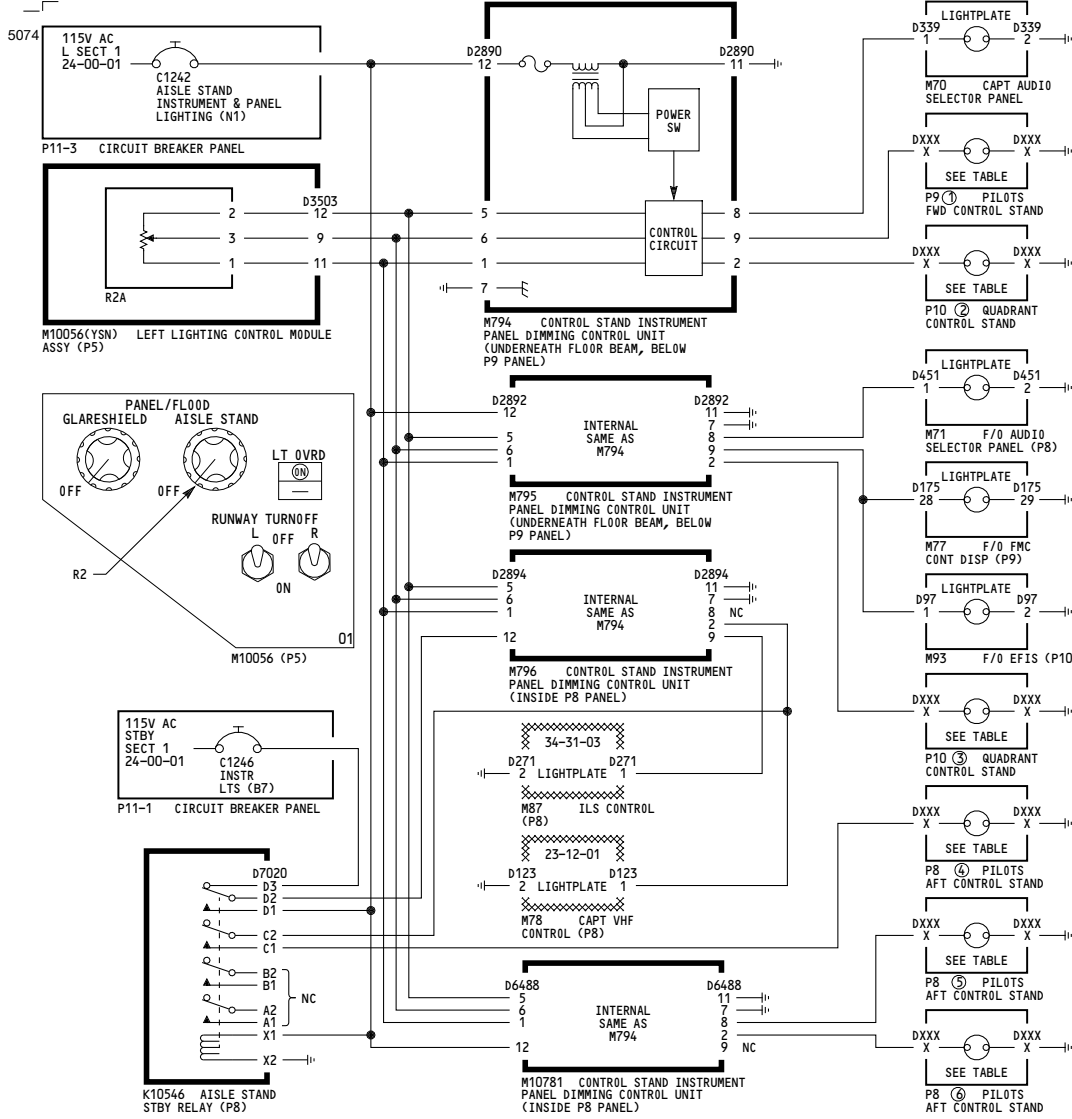 5074
115V AC
L SECT 1
24-00-01
C1242
AISLE STAND
INSTRUMENT & PANEL
LIGHTING (N1)
P11-3 CIRCUIT BREAKER PANEL
D2890
12
D2890
11
POWER
SW
CONTROL
CIRCUIT
5
6
1
7
8
9
2
M794 CONTROL STAND INSTRUMENT
PANEL DIMMING CONTROL UNIT
(UNDERNEATH FLOOR BEAM, BELOW
P9 PANEL)
D3503
2 12
3 9
1 11
R2A
M10056(YSN) LEFT LIGHTING CONTROL MODULE
ASSY (P5)
LIGHTPLATE
D339 D339
1 2
M70 CAPT AUDIO
SELECTOR PANEL
DXXX DXXX
X X
SEE TABLE
P9 ① PILOTS
FWD CONTROL STAND
DXXX DXXX
X X
SEE TABLE
P10 ② QUADRANT
CONTROL STAND
PANEL/FLOOD
GLARESHIELD AISLE STAND
OFF OFF
LT OVRD
ON
RUNWAY TURNOFF
L OFF R
ON
R2
01
M10056 (P5)
D2892 D2892
12
5
6
1
INTERNAL
SAME AS
M794
11
7
8
9
2
M795 CONTROL STAND INSTRUMENT
PANEL DIMMING CONTROL UNIT
(UNDERNEATH FLOOR BEAM, BELOW
P9 PANEL)
LIGHTPLATE
D451 D451
1 2
M71 F/O AUDIO
SELECTOR PANEL (P8)
LIGHTPLATE
D175 D175
28 29
M77 F/O FMC
CONT DISP (P9)
D2894 D2894
5
6
1
12
INTERNAL
SAME AS
M794
11
7
8 NC
2
9
M796 CONTROL STAND INSTRUMENT
PANEL DIMMING CONTROL UNIT
(INSIDE P8 PANEL)
LIGHTPLATE
D97 D97
1 2
M93 F/O EFIS (P10
DXXX DXXX
X X
SEE TABLE
P10 ③ QUADRANT
CONTROL STAND
115V AC
STBY
SECT 1
24-00-01
C1246
INSTR
LTS (B7)
P11-1 CIRCUIT BREAKER PANEL
34-31-03
D271 D271
2 LIGHTPLATE 1
M87 ILS CONTROL
(P8)
23-12-01
D123 D123
2 LIGHTPLATE 1
M78 CAPT VHF
CONTROL (P8)
DXXX DXXX
X X
SEE TABLE
P8 ④ PILOTS
AFT CONTROL STAND
D7020
D3
D2
D1
C2
C1
B2
B1
NC
A2
A1
X1
X2
K10546 AISLE STAND
STBY RELAY (P8)
D6488 D6488
5
6
1
12
INTERNAL
SAME AS
M794
11
7
8
2
9 NC
M10781 CONTROL STAND INSTRUMENT
PANEL DIMMING CONTROL UNIT
(INSIDE P8 PANEL)
DXXX DXXX
X X
SEE TABLE
P8 ⑤ PILOTS
AFT CONTROL STAND
DXXX DXXX
X X
SEE TABLE
P8 ⑥ PILOTS
AFT CONTROL STAND